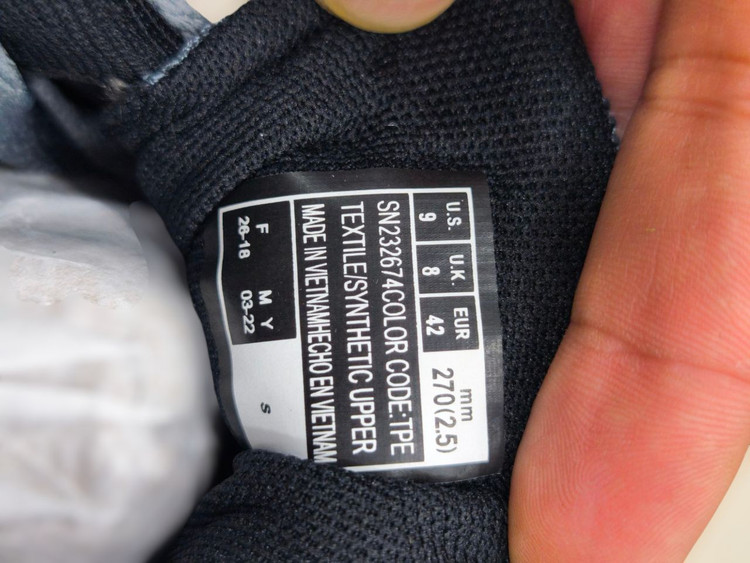 U.S. U.K. EUR mm
9 8 42 270(2.5)
SN232674COLOR CODE:TPE
TEXTILE/SYNTHETIC UPPER
MADE IN VIETNAMHECHO EN VIETNAM
F M Y
26-18 03-22 S